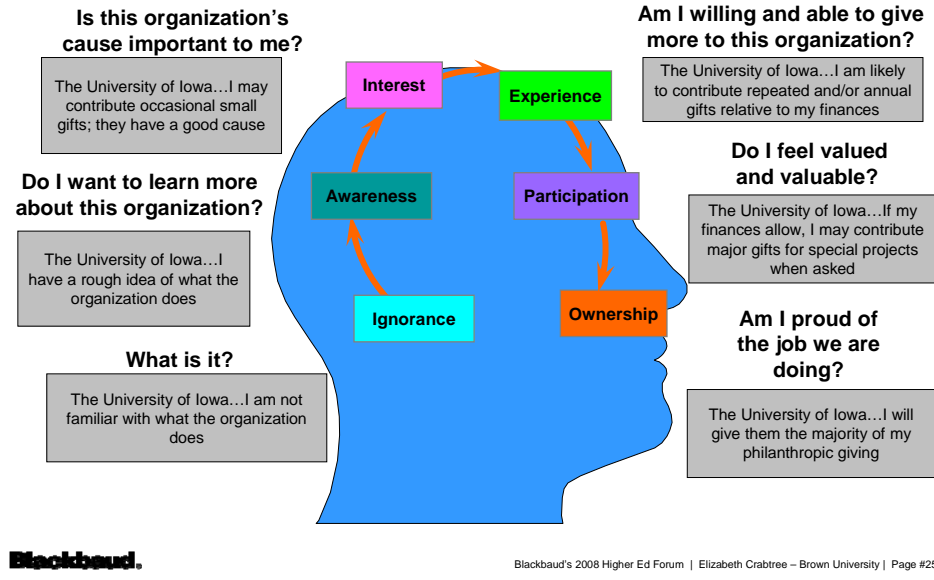 Is this organization's
cause important to me?
The University of Iowa…I may
contribute occasional small
gifts; they have a good cause
Do I want to learn more
about this organization?
The University of Iowa…I
have a rough idea of what the
organization does
What is it?
The University of Iowa…I am not
familiar with what the organization
does
Interest
Awareness
Ignorance
Experience
Participation
Ownership
Am I willing and able to give
more to this organization?
The University of Iowa…I am likely
to contribute repeated and/or annual
gifts relative to my finances
Do I feel valued
and valuable?
The University of Iowa…If my
finances allow, I may contribute
major gifts for special projects
when asked
Am I proud of
the job we are
doing?
The University of Iowa…I will
give them the majority of my
philanthropic giving
Blackbaud.
Blackbaud's 2008 Higher Ed Forum | Elizabeth Crabtree – Brown University | Page #25